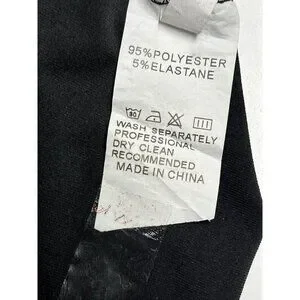 95%POLYESTER
5%ELASTANE
WASH SEPARATELY
PROFESSIONAL
DRY CLEAN
RECOMMENDED
MADE IN CHINA